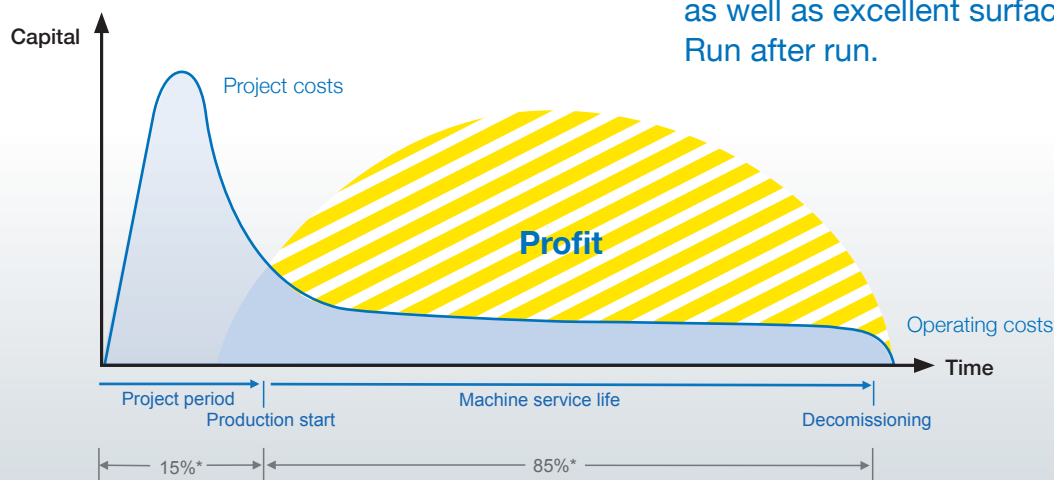 as well as excellent surfac
Run after run.
Capital
Project costs
Profit
Operating costs
Time
Project period
Machine service life
Production start
Decomissioning
15%*
85%*